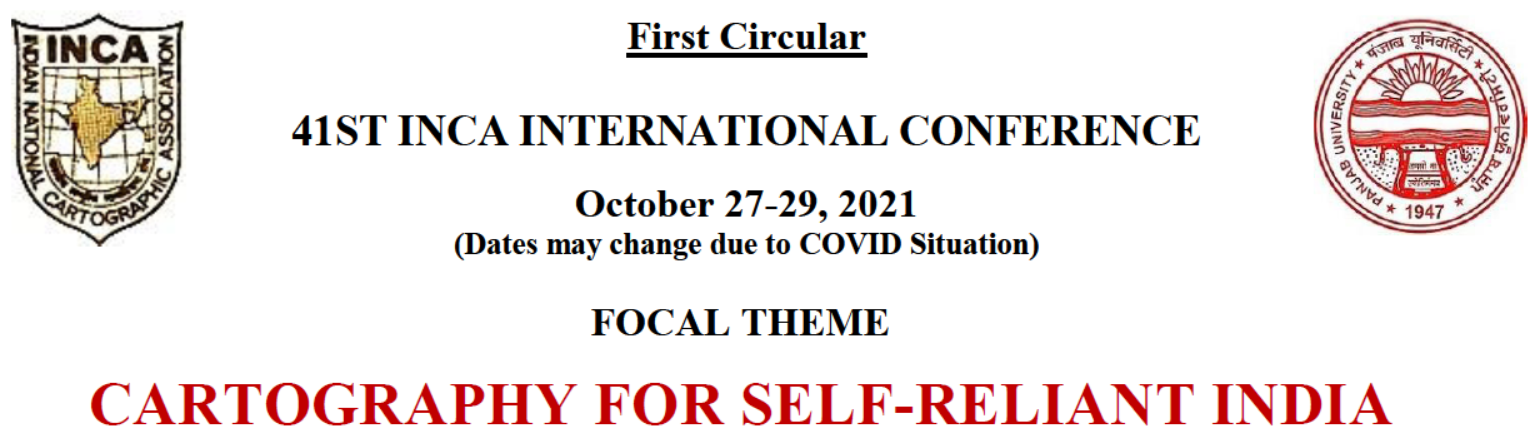 INCA
INDIAN NATIONAL CARTOGRAPHIC ASSOCIATION
First Circular
पंजाब यूनिवर्सिटी
ਪੰਜਾਬ ਯੂਨੀਵਰਸਿਟੀ
PANJAB UNIVERSITY
1947
41ST INCA INTERNATIONAL CONFERENCE
October 27-29, 2021
(Dates may change due to COVID Situation)
FOCAL THEME
CARTOGRAPHY FOR SELF-RELIANT INDIA